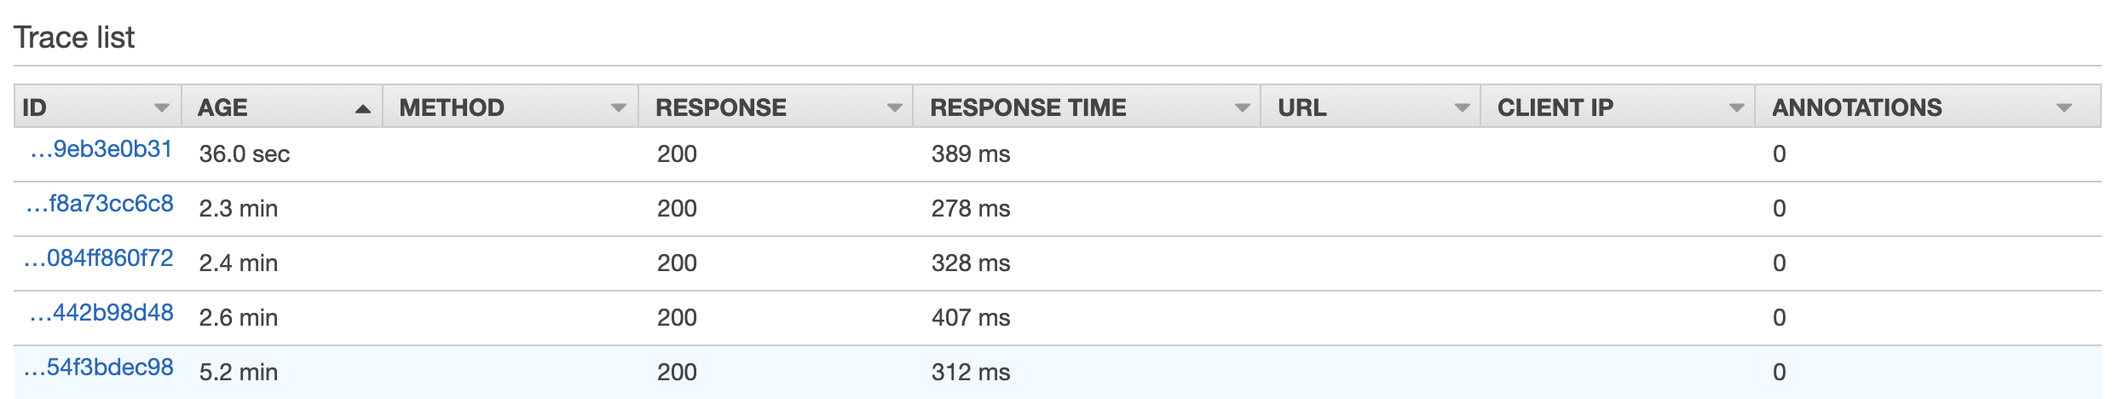 Trace list
ID AGE METHOD RESPONSE RESPONSE TIME URL CLIENT IP ANNOTATIONS
...9eb3e0b31 36.0 sec 200 389 ms 0
...f8a73cc6c8 2.3 min 200 278 ms 0
...084ff860f72 2.4 min 200 328 ms 0
...442b98d48 2.6 min 200 407 ms 0
...54f3bdec98 5.2 min 200 312 ms 0